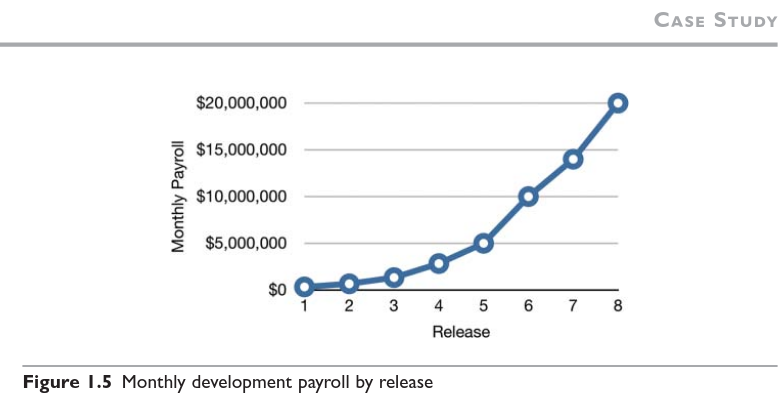 CASE STUDY
$20,000,000
$15,000,000
$10,000,000
$5,000,000
$0
Monthly Payroll
1 2 3 4 5 6 7 8
Release
Figure 1.5 Monthly development payroll by release